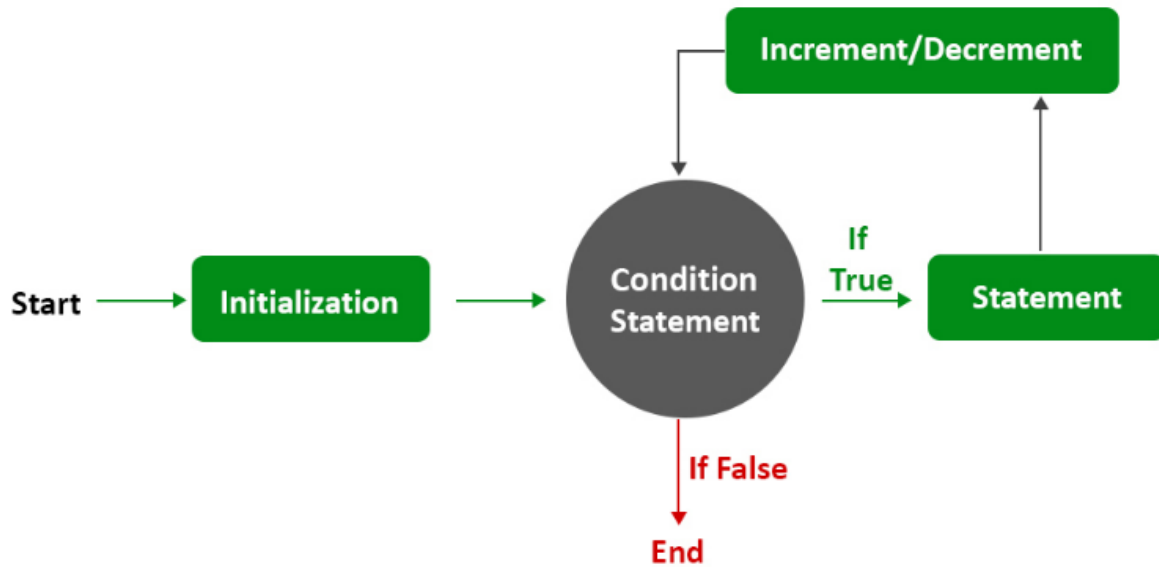 Increment/Decrement
Start
Initialization
Condition
Statement
If
True
Statement
If False
End